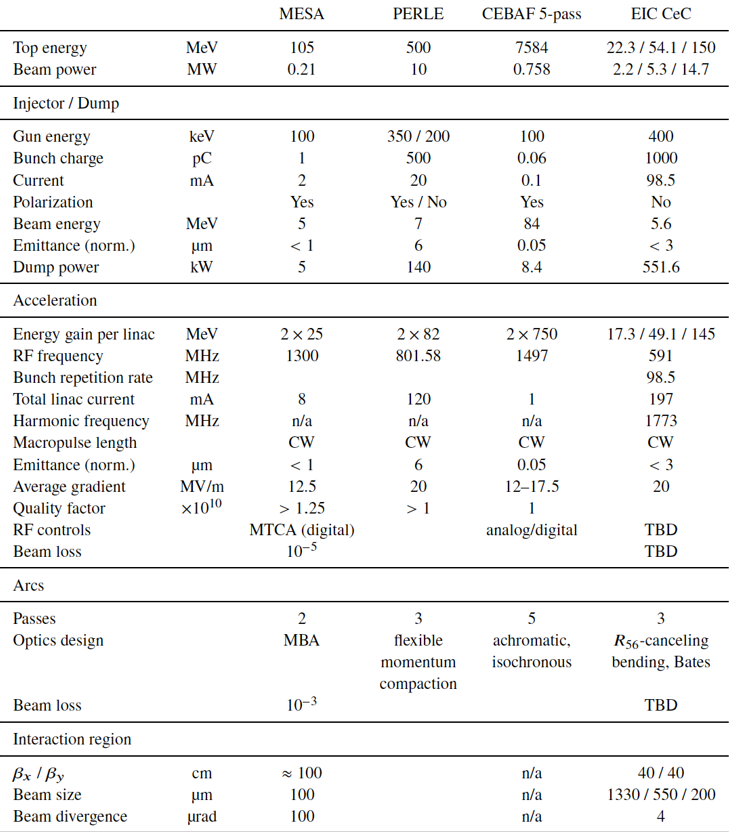 MESA PERLE CEBAF 5-pass EIC CeC
Top energy MeV 105 500 7584 22.3 / 54.1 / 150
Beam power MW 0.21 10 0.758 2.2 / 5.3 / 14.7
Injector / Dump
Gun energy keV 100 350 / 200 100 400
Bunch charge pC 1 500 0.06 1000
Current mA 2 20 0.1 98.5
Polarization Yes Yes / No Yes No
Beam energy MeV 5 7 84 5.6
Emittance (norm.) μm < 1 6 0.05 < 3
Dump power kW 5 140 8.4 551.6
Acceleration
Energy gain per linac MeV 2 × 25 2 × 82 2 × 750 17.3 / 49.1 / 145
RF frequency MHz 1300 801.58 1497 591
Bunch repetition rate MHz 98.5
Total linac current mA 8 120 1 197
Harmonic frequency MHz n/a n/a n/a 1773
Macropulse length CW CW CW CW
Emittance (norm.) μm < 1 6 0.05 < 3
Average gradient MV/m 12.5 20 12–17.5 20
Quality factor ×10¹⁰ > 1.25 > 1 1
RF controls MTCA (digital) analog/digital TBD
Beam loss 10⁻⁵ TBD
Arcs
Passes 2 3 5 3
Optics design MBA flexible achromatic, R₅₆-canceling
momentum isochronous bending, Bates
compaction
Beam loss 10⁻³ TBD
Interaction region
βₓ / βᵧ cm ≈ 100 n/a 40 / 40
Beam size μm 100 n/a 1330 / 550 / 200
Beam divergence μrad 100 n/a 4